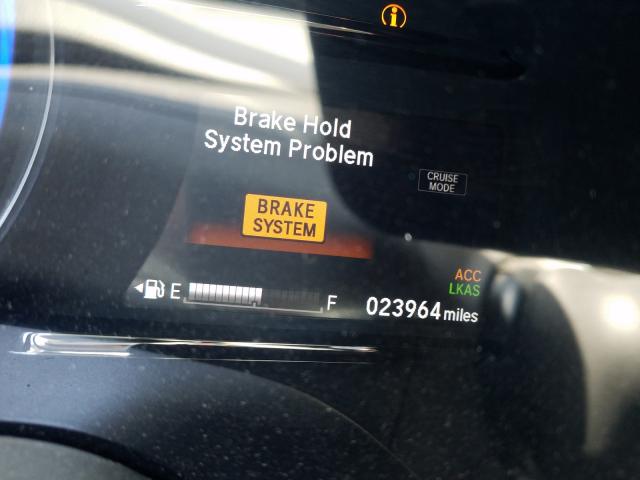 i
Brake Hold
System Problem
CRUISE
MODE
BRAKE
SYSTEM
ACC
LKAS
E
F
023964 miles